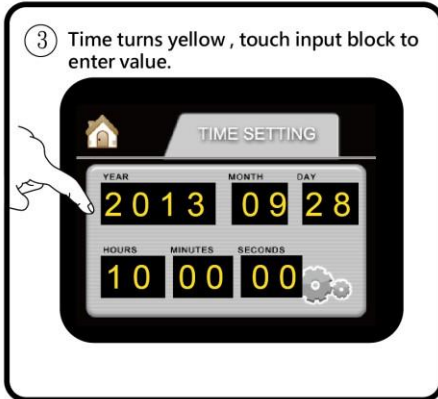 ③ Time turns yellow , touch input block to
enter value.
TIME SETTING
YEAR MONTH DAY
2013 09 28
HOURS MINUTES SECONDS
10 00 00